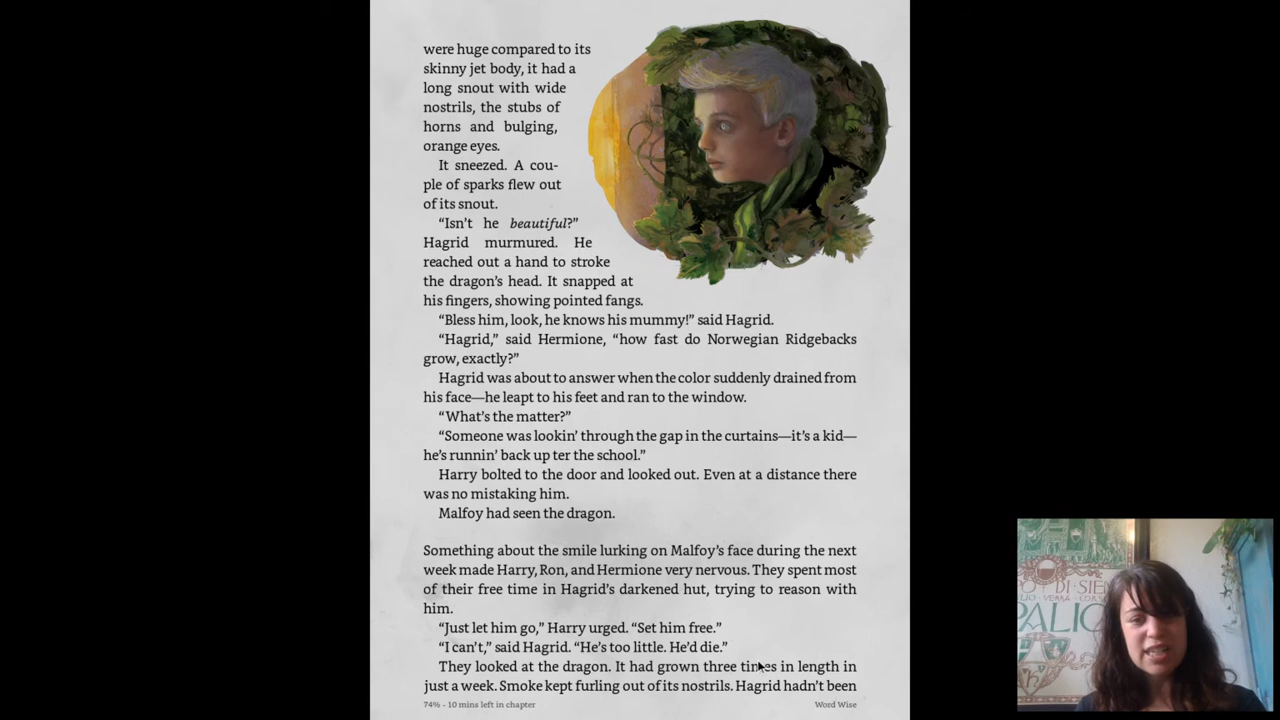 were huge compared to its
skinny jet body, it had a
long snout with wide
nostrils, the stubs of
horns and bulging,
orange eyes.
It sneezed. A cou-
ple of sparks flew out
of its snout.
“Isn’t he beautiful?”
Hagrid murmured. He
reached out a hand to stroke
the dragon’s head. It snapped at
his fingers, showing pointed fangs.
“Bless him, look, he knows his mummy!” said Hagrid.
“Hagrid,” said Hermione, “how fast do Norwegian Ridgebacks
grow, exactly?”
Hagrid was about to answer when the color suddenly drained from
his face—he leapt to his feet and ran to the window.
“What’s the matter?”
“Someone was lookin’ through the gap in the curtains—it’s a kid—
he’s runnin’ back up ter the school.”
Harry bolted to the door and looked out. Even at a distance there
was no mistaking him.
Malfoy had seen the dragon.
Something about the smile lurking on Malfoy’s face during the next
week made Harry, Ron, and Hermione very nervous. They spent most
of their free time in Hagrid’s darkened hut, trying to reason with
him.
“Just let him go,” Harry urged. “Set him free.”
“I can’t,” said Hagrid. “He’s too little. He’d die.”
They looked at the dragon. It had grown three times in length in
just a week. Smoke kept furling out of its nostrils. Hagrid hadn’t been
74% - 10 mins left in chapter
Word Wise
PALIO